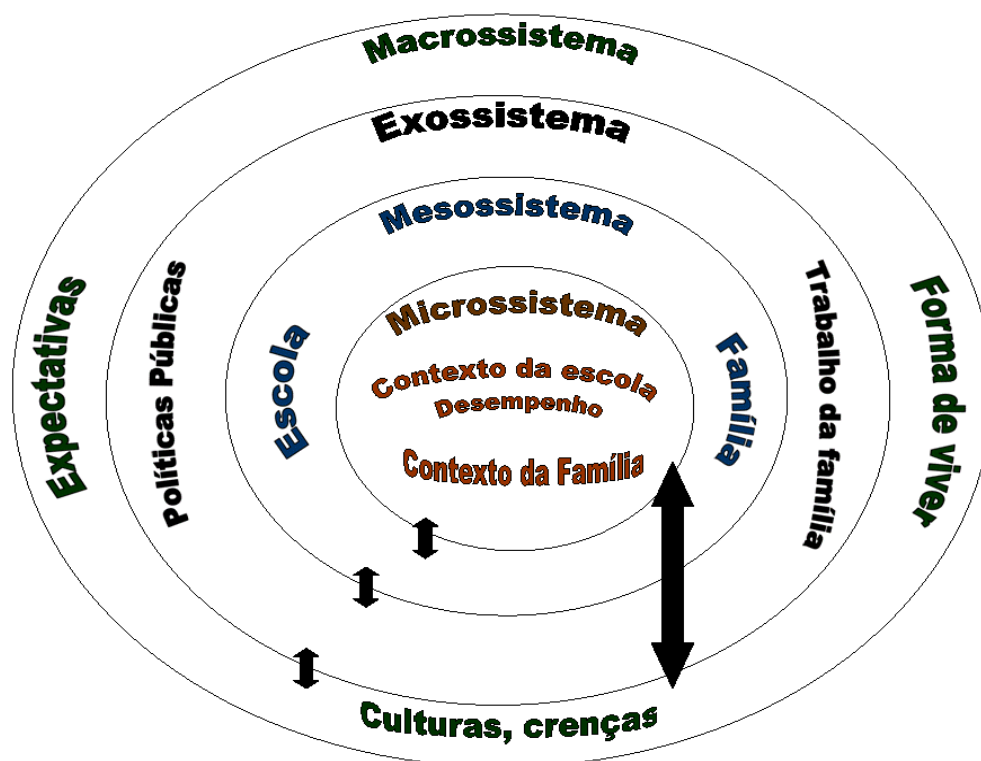 Macrossistema
Exossistema
Mesossistema
Microssistema
Contexto da escola
Desempenho
Contexto da Família
Expectativas
Políticas Públicas
Escola
Família
Trabalho da família
Forma de viver
Culturas, crenças